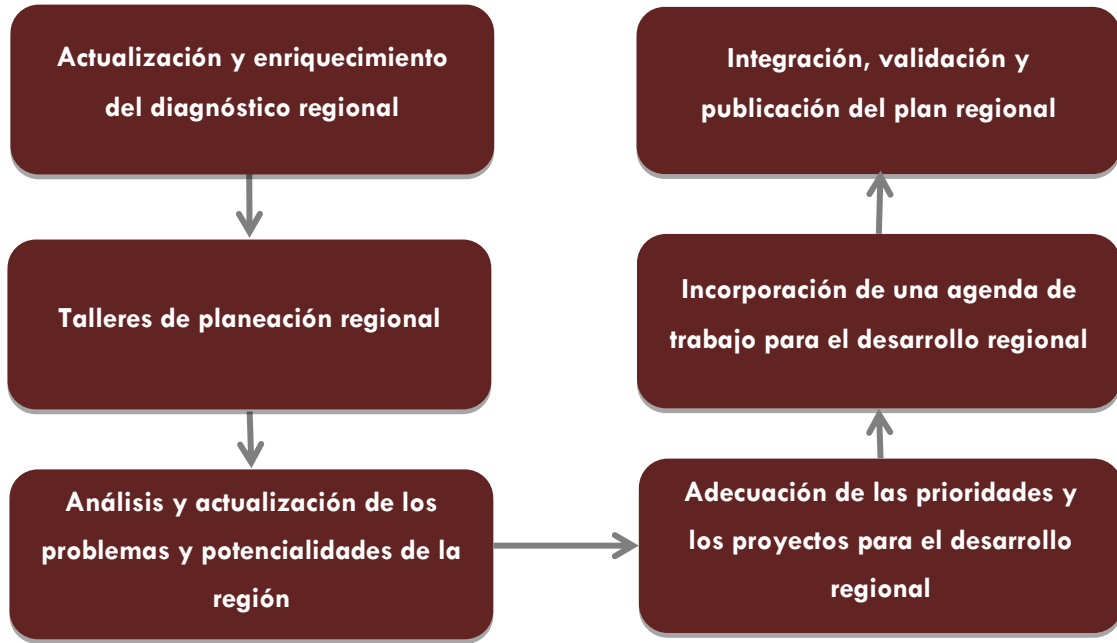 Actualización y enriquecimiento
del diagnóstico regional
Talleres de planeación regional
Análisis y actualización de los
problemas y potencialidades de la
región
Adecuación de las prioridades y
los proyectos para el desarrollo
regional
Incorporación de una agenda de
trabajo para el desarrollo regional
Integración, validación y
publicación del plan regional